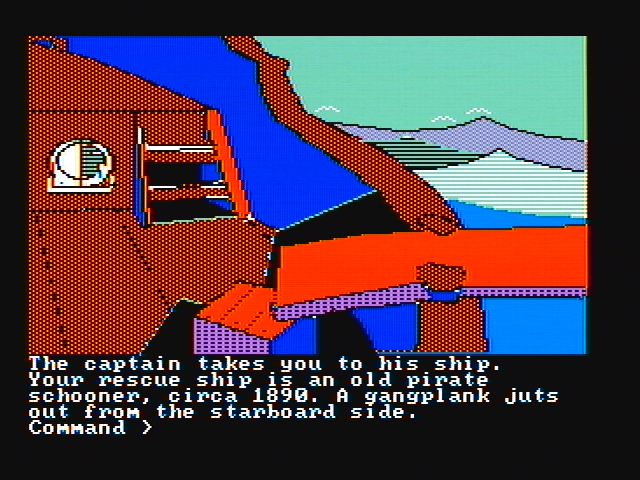 The captain takes you to his ship.
Your rescue ship is an old pirate
schooner, circa 1890. A gangplank juts
out from the starboard side.
Command >